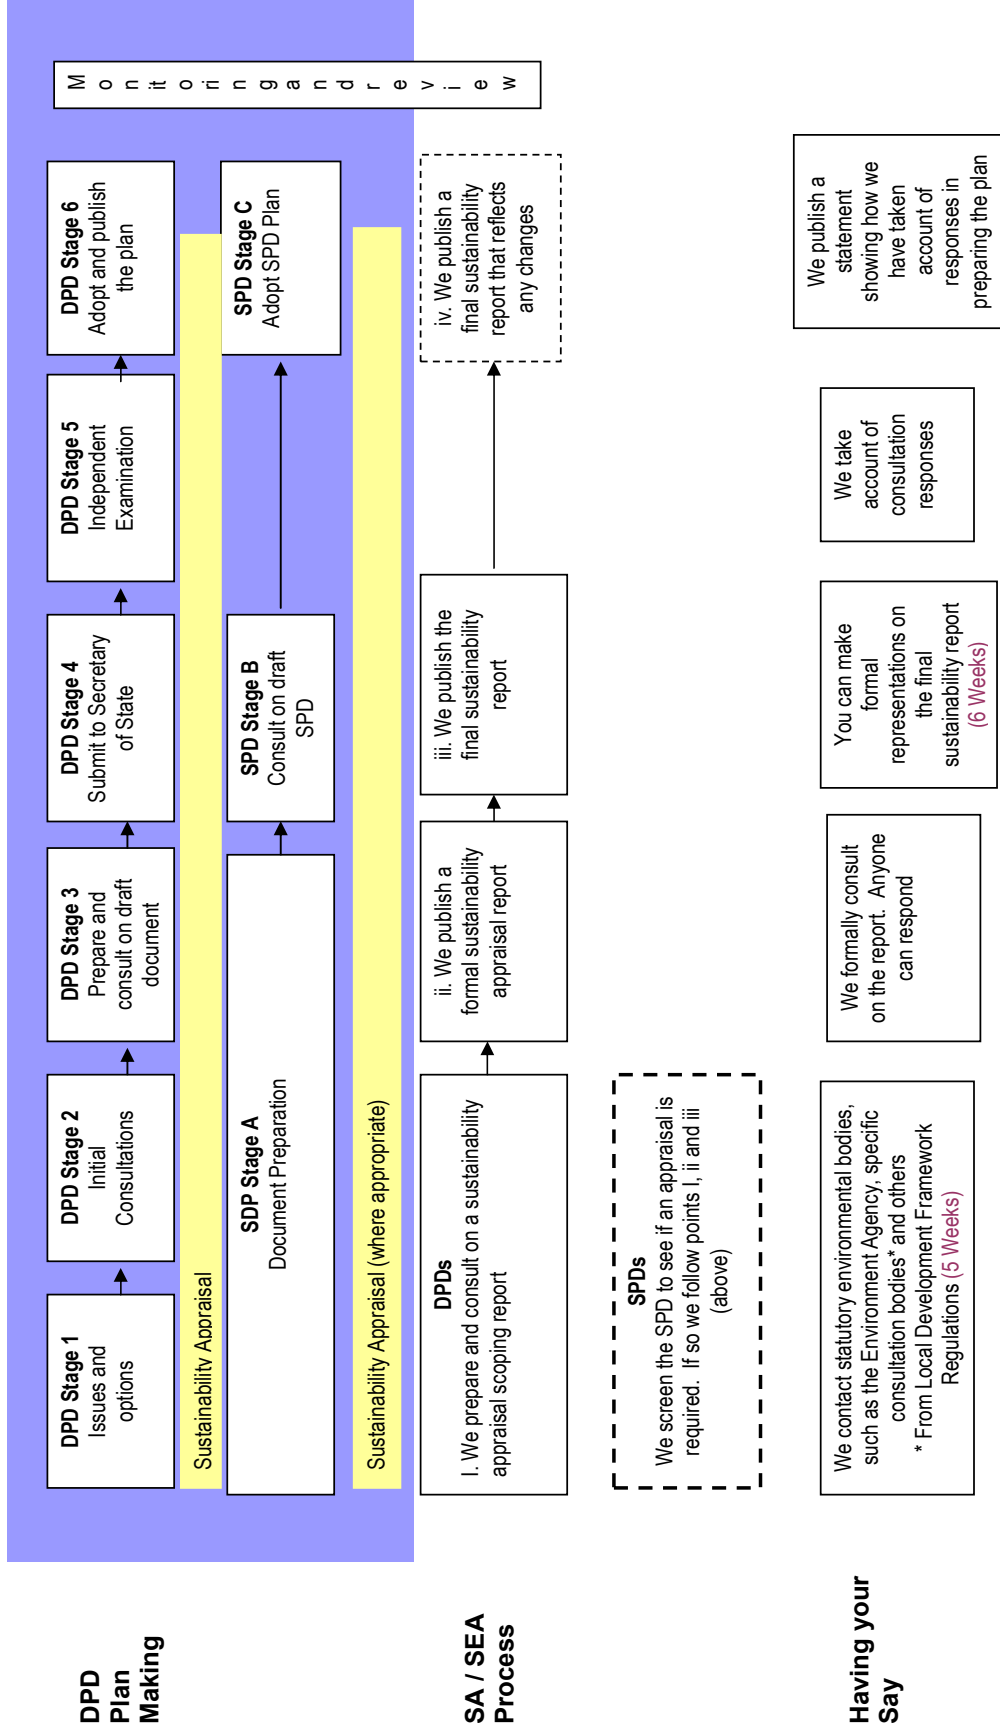 DPD
Plan
Making
DPD Stage 1
Issues and
options
DPD Stage 2
Initial
Consultations
DPD Stage 3
Prepare and
consult on draft
document
DPD Stage 4
Submit to Secretary
of State
DPD Stage 5
Independent
Examination
DPD Stage 6
Adopt and publish
the plan
Monitoring and review
Sustainability Appraisal
SDP Stage A
Document Preparation
SPD Stage B
Consult on draft
SPD
SPD Stage C
Adopt SPD Plan
Sustainability Appraisal (where appropriate)
SA / SEA
Process
DPDs
I. We prepare and consult on a sustainability
appraisal scoping report
ii. We publish a
formal sustainability
appraisal report
iii. We publish the
final sustainability
report
iv. We publish a
final sustainability
report that reflects
any changes
SPDs
We screen the SPD to see if an appraisal is
required.  If so we follow points I, ii and iii
(above)
Having your
Say
We contact statutory environmental bodies,
such as the Environment Agency, specific
consultation bodies* and others
* From Local Development Framework
Regulations (5 Weeks)
We formally consult
on the report.  Anyone
can respond
You can make
formal
representations on
the final
sustainability report
(6 Weeks)
We take
account of
consultation
responses
We publish a
statement
showing how we
have taken
account of
responses in
preparing the plan